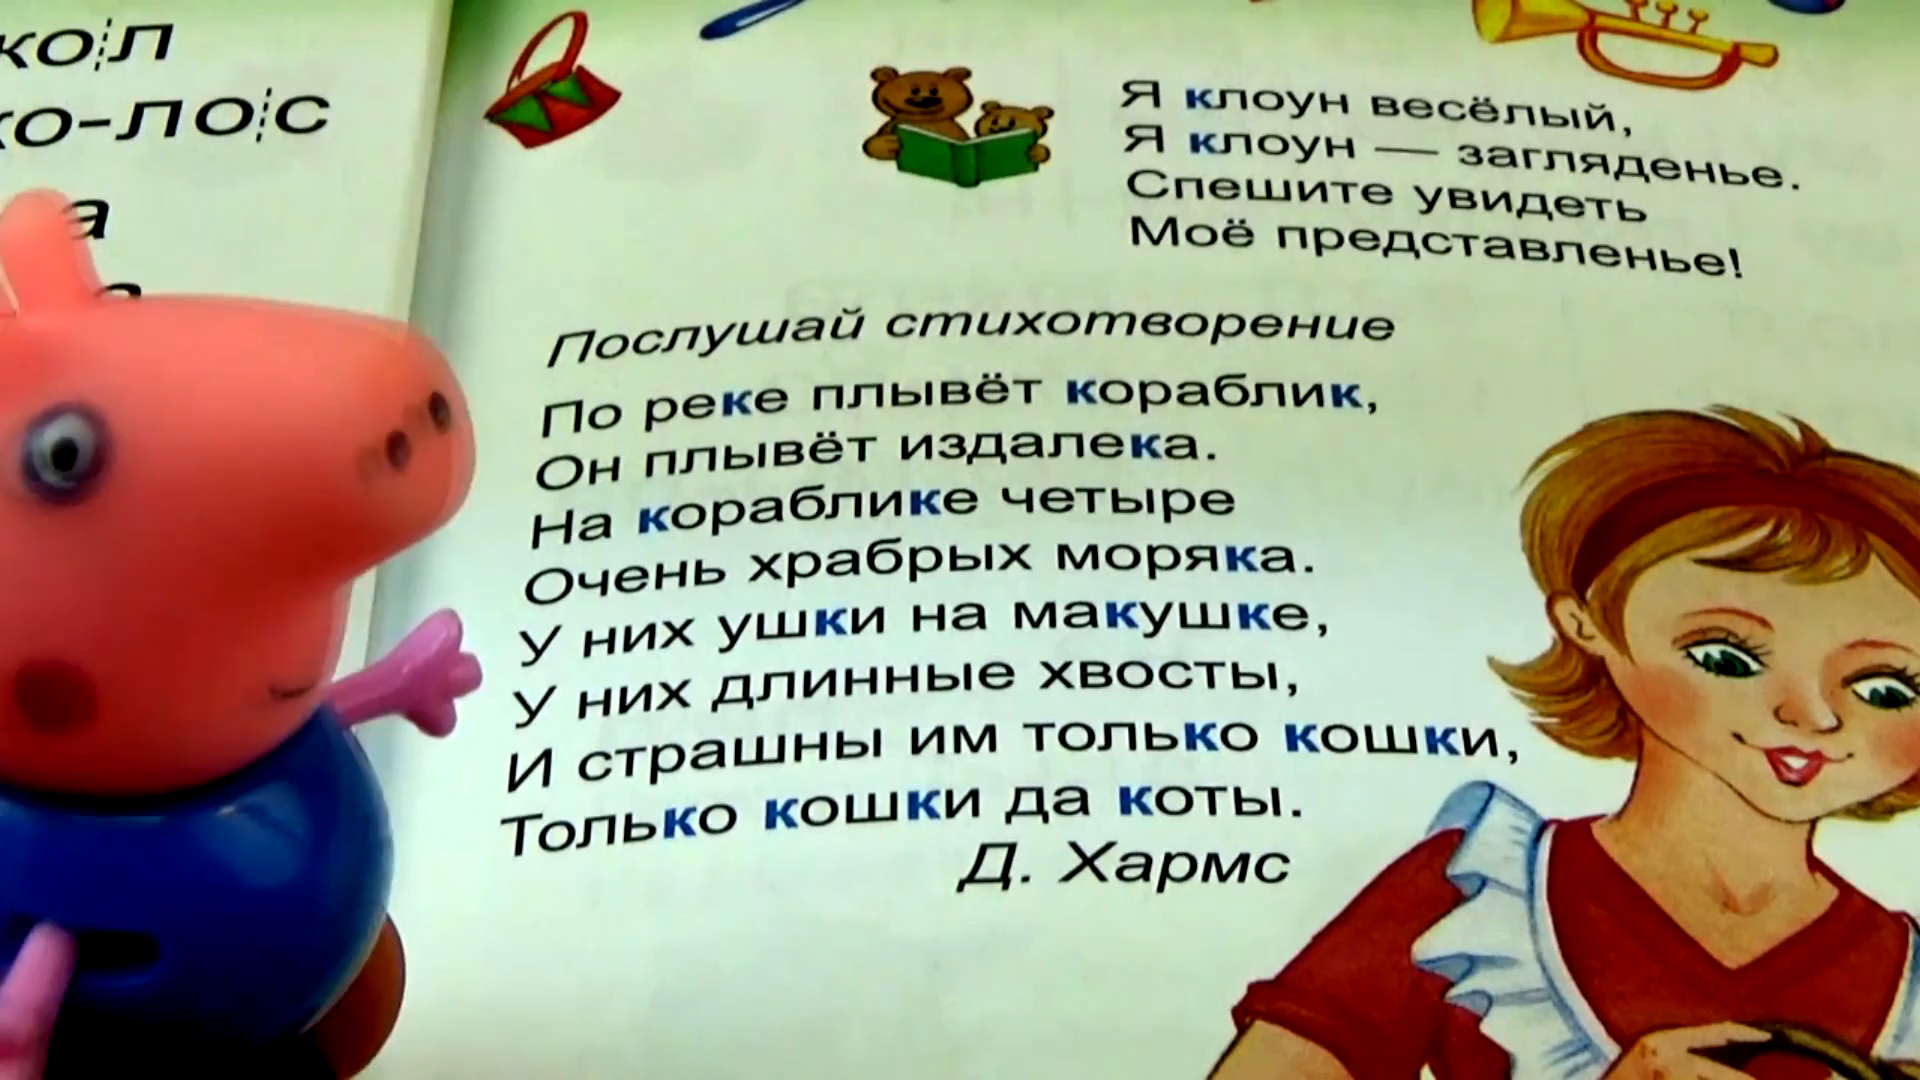 кол
ко-лос
а
Я клоун весёлый,
Я клоун — загляденье.
Спешите увидеть
Моё представленье!
Послушай стихотворение
По реке плывёт кораблик,
Он плывёт издалека.
На кораблике четыре
Очень храбрых моряка.
У них ушки на макушке,
У них длинные хвосты,
И страшны им только кошки,
Только кошки да коты.
Д. Хармс